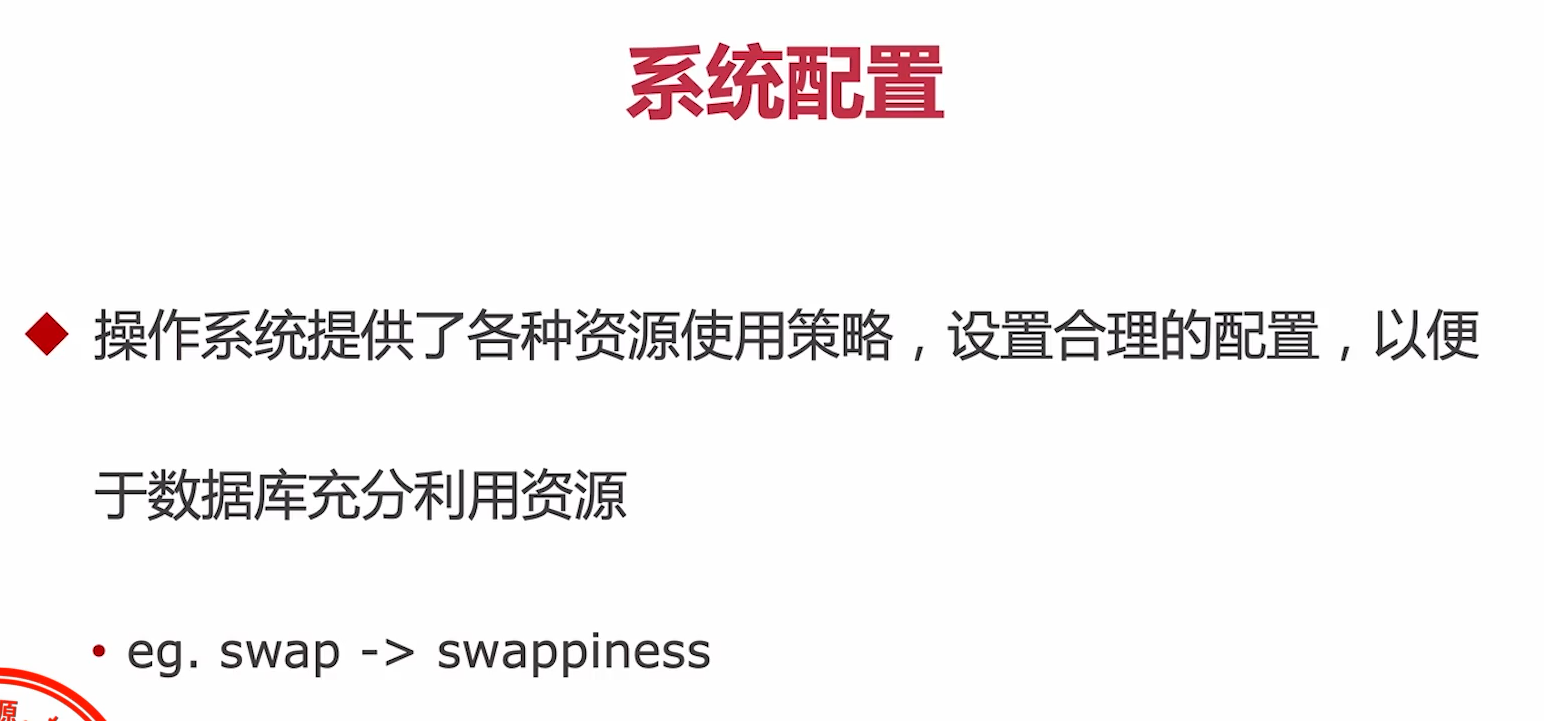 系统配置
操作系统提供了各种资源使用策略，设置合理的配置，以便
于数据库充分利用资源
eg. swap -> swappiness
源